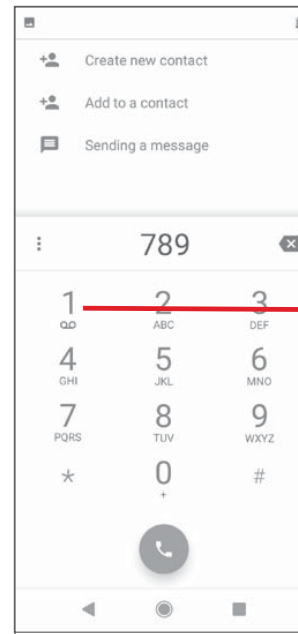 Create new contact
Add to a contact
Sending a message
789
1 2 3
ABC DEF
4 5 6
GHI JKL MNO
7 8 9
PQRS TUV WXYZ
* 0 #
+